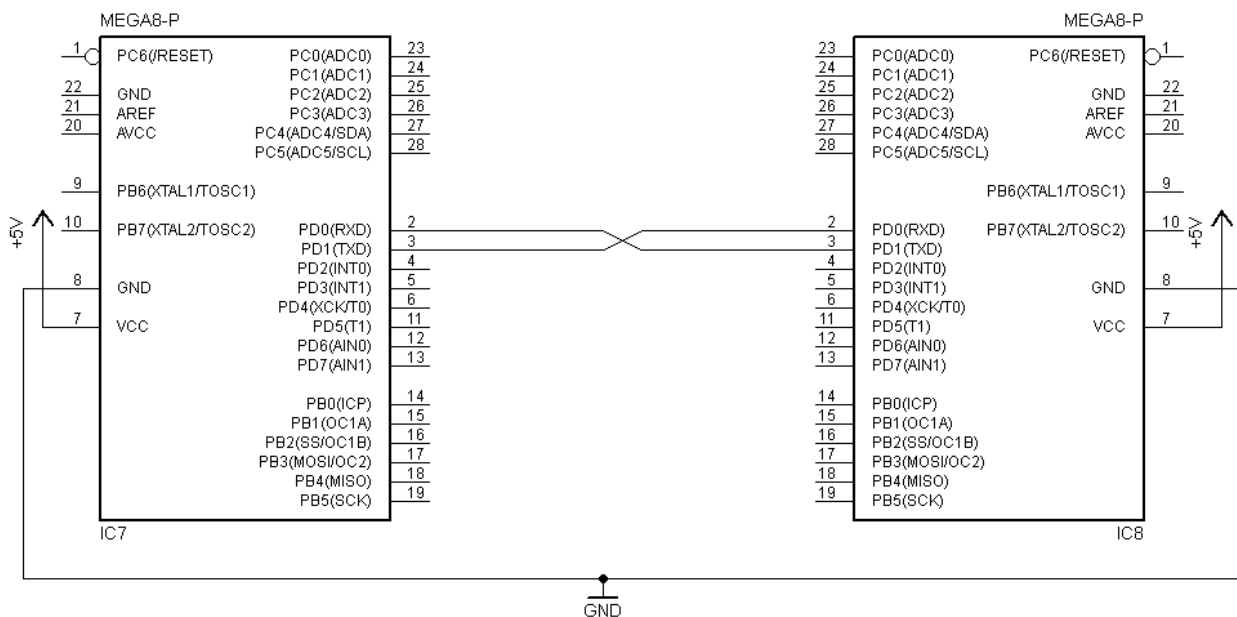 MEGA8-P
1 PC6(/RESET) PC0(ADC0) 23
PC1(ADC1) 24
22 GND PC2(ADC2) 25
21 AREF PC3(ADC3) 26
20 AVCC PC4(ADC4/SDA) 27
PC5(ADC5/SCL) 28
9 PB6(XTAL1/TOSC1)
+5V
10 PB7(XTAL2/TOSC2) PD0(RXD) 2
PD1(TXD) 3
PD2(INT0) 4
8 GND PD3(INT1) 5
PD4(XCK/T0) 6
7 VCC PD5(T1) 11
PD6(AIN0) 12
PD7(AIN1) 13
PB0(ICP) 14
PB1(OC1A) 15
PB2(SS/OC1B) 16
PB3(MOSI/OC2) 17
PB4(MISO) 18
PB5(SCK) 19
IC7
MEGA8-P
23 PC0(ADC0) PC6(/RESET) 1
24 PC1(ADC1)
25 PC2(ADC2) GND 22
26 PC3(ADC3) AREF 21
27 PC4(ADC4/SDA) AVCC 20
28 PC5(ADC5/SCL)
PB6(XTAL1/TOSC1) 9
2 PD0(RXD) PB7(XTAL2/TOSC2) 10
+5V
3 PD1(TXD)
4 PD2(INT0)
5 PD3(INT1) GND 8
6 PD4(XCK/T0)
11 PD5(T1) VCC 7
12 PD6(AIN0)
13 PD7(AIN1)
14 PB0(ICP)
15 PB1(OC1A)
16 PB2(SS/OC1B)
17 PB3(MOSI/OC2)
18 PB4(MISO)
19 PB5(SCK)
IC8
GND